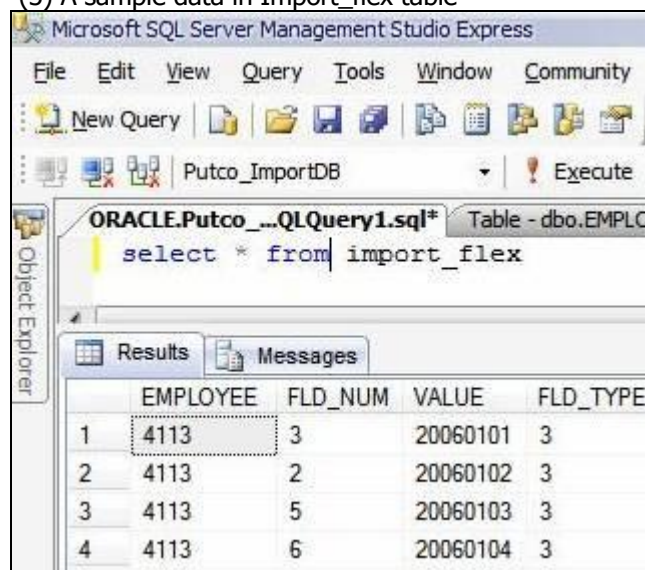 (3) A sample data in Import_flex table
Microsoft SQL Server Management Studio Express
File Edit View Query Tools Window Community
New Query
Putco_ImportDB Execute
ORACLE.Putco_...QLQuery1.sql* Table - dbo.EMPLO
Object Explorer
select * from import_flex
Results Messages
EMPLOYEE FLD_NUM VALUE FLD_TYPE
1 4113 3 20060101 3
2 4113 2 20060102 3
3 4113 5 20060103 3
4 4113 6 20060104 3